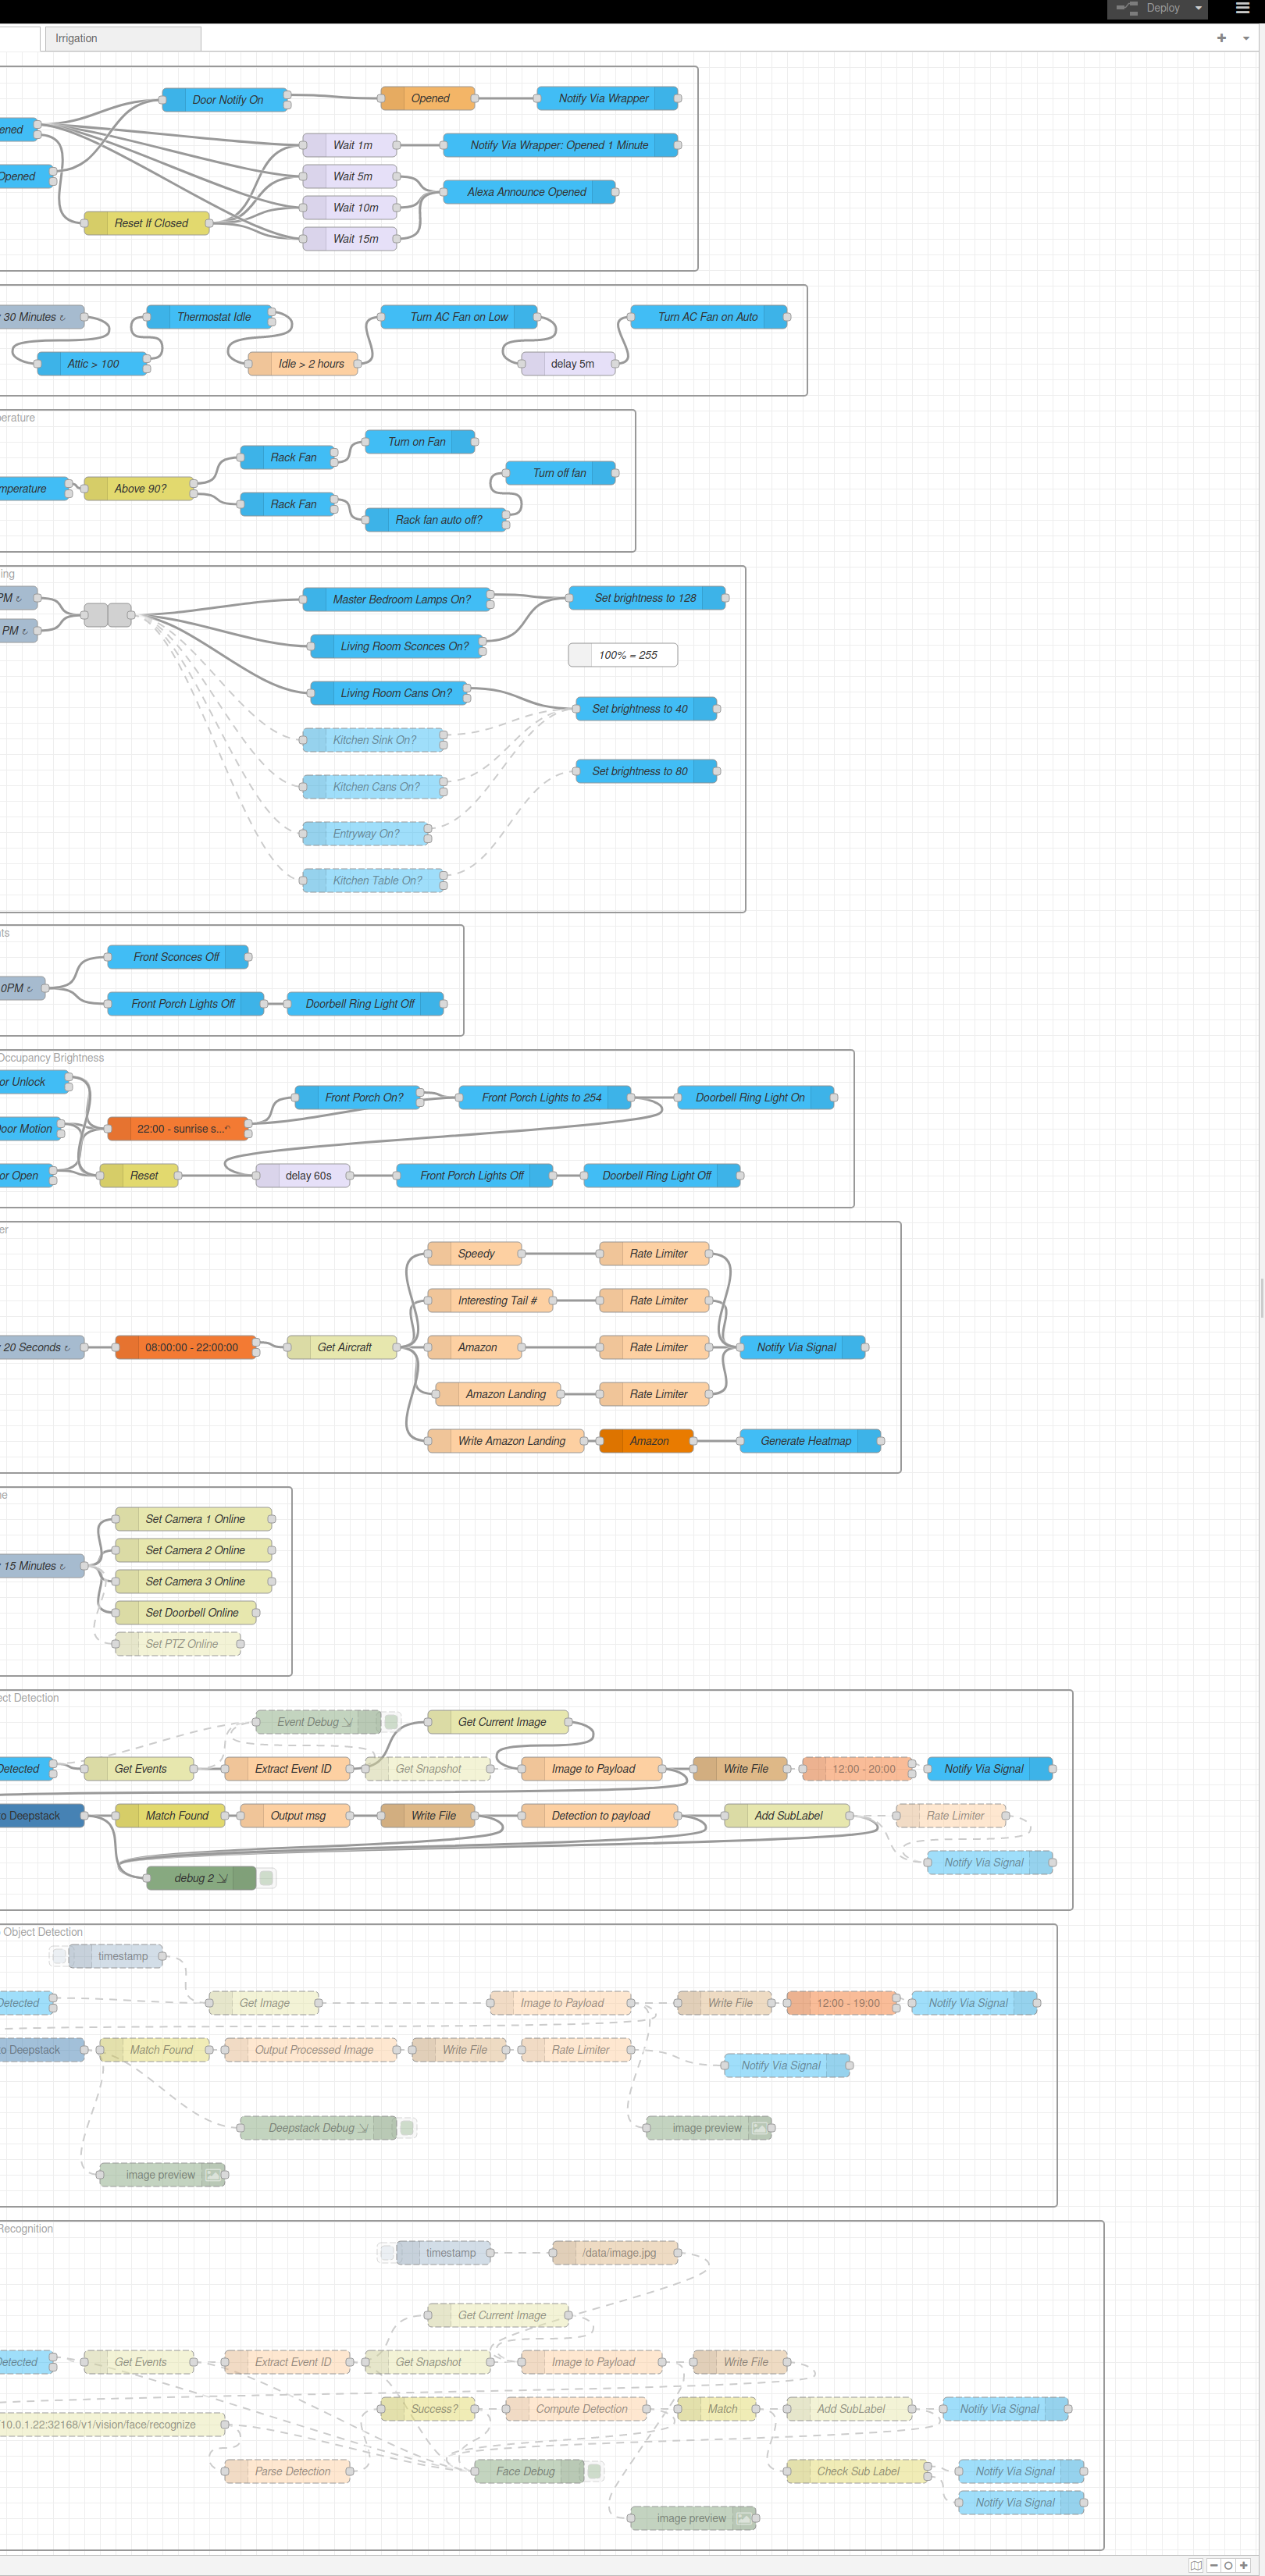 Deploy
Irrigation
Door Notify On
Opened
Notify Via Wrapper
ened
Wait 1m
Notify Via Wrapper: Opened 1 Minute
Opened
Wait 5m
Alexa Announce Opened
Wait 10m
Reset If Closed
Wait 15m
30 Minutes ↻
Thermostat Idle
Turn AC Fan on Low
Turn AC Fan on Auto
Attic > 100
Idle > 2 hours
delay 5m
perature
Turn on Fan
Rack Fan
Turn off fan
mperature
Above 90?
Rack Fan
Rack fan auto off?
ing
PM ↻
Master Bedroom Lamps On?
Set brightness to 128
PM ↻
Living Room Sconces On?
100% = 255
Living Room Cans On?
Set brightness to 40
Kitchen Sink On?
Set brightness to 80
Kitchen Cans On?
Entryway On?
Kitchen Table On?
nts
Front Sconces Off
0PM ↻
Front Porch Lights Off
Doorbell Ring Light Off
Occupancy Brightness
or Unlock
Front Porch On?
Front Porch Lights to 254
Doorbell Ring Light On
Door Motion
22:00 - sunrise s...
or Open
Reset
delay 60s
Front Porch Lights Off
Doorbell Ring Light Off
er
Speedy
Rate Limiter
Interesting Tail #
Rate Limiter
20 Seconds ↻
08:00:00 - 22:00:00
Get Aircraft
Amazon
Rate Limiter
Notify Via Signal
Amazon Landing
Rate Limiter
Write Amazon Landing
Amazon
Generate Heatmap
ne
Set Camera 1 Online
Set Camera 2 Online
15 Minutes ↻
Set Camera 3 Online
Set Doorbell Online
Set PTZ Online
ect Detection
Event Debug
Get Current Image
Detected
Get Events
Extract Event ID
Get Snapshot
Image to Payload
Write File
12:00 - 20:00
Notify Via Signal
to Deepstack
Match Found
Output msg
Write File
Detection to payload
Add SubLabel
Rate Limiter
Notify Via Signal
debug 2
Object Detection
timestamp
Detected
Get Image
Image to Payload
Write File
12:00 - 19:00
Notify Via Signal
to Deepstack
Match Found
Output Processed Image
Write File
Rate Limiter
Notify Via Signal
Deepstack Debug
image preview
image preview
Recognition
timestamp
/data/image.jpg
Get Current Image
Detected
Get Events
Extract Event ID
Get Snapshot
Image to Payload
Write File
Success?
Compute Detection
Match
Add SubLabel
Notify Via Signal
10.0.1.22:32168/v1/vision/face/recognize
Parse Detection
Face Debug
Check Sub Label
Notify Via Signal
Notify Via Signal
image preview